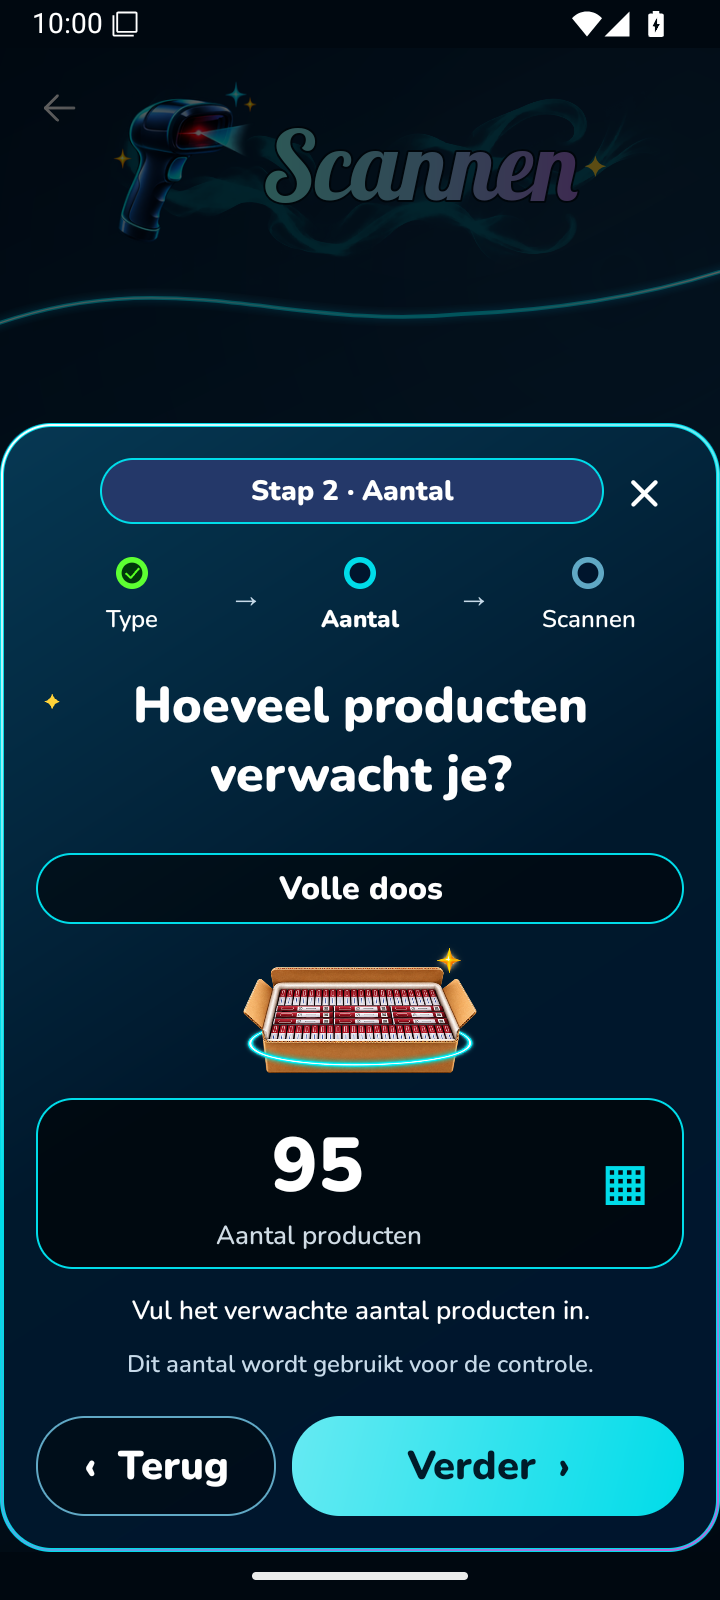 10:00
Scannen
Stap 2 · Aantal
Type → Aantal → Scannen
Hoeveel producten
verwacht je?
Volle doos
95
Aantal producten
Vul het verwachte aantal producten in.
Dit aantal wordt gebruikt voor de controle.
‹ Terug
Verder ›